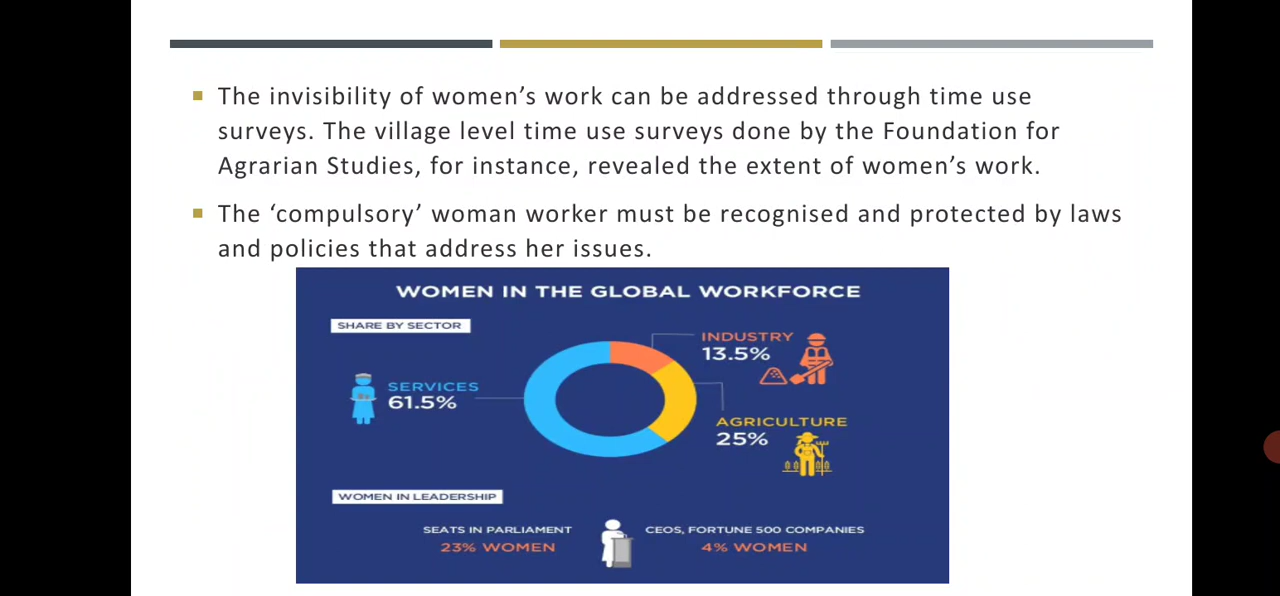 The invisibility of women’s work can be addressed through time use
surveys. The village level time use surveys done by the Foundation for
Agrarian Studies, for instance, revealed the extent of women’s work.
The ‘compulsory’ woman worker must be recognised and protected by laws
and policies that address her issues.
WOMEN IN THE GLOBAL WORKFORCE
SHARE BY SECTOR
INDUSTRY
13.5%
SERVICES
61.5%
AGRICULTURE
25%
WOMEN IN LEADERSHIP
SEATS IN PARLIAMENT
23% WOMEN
CEOS, FORTUNE 500 COMPANIES
4% WOMEN